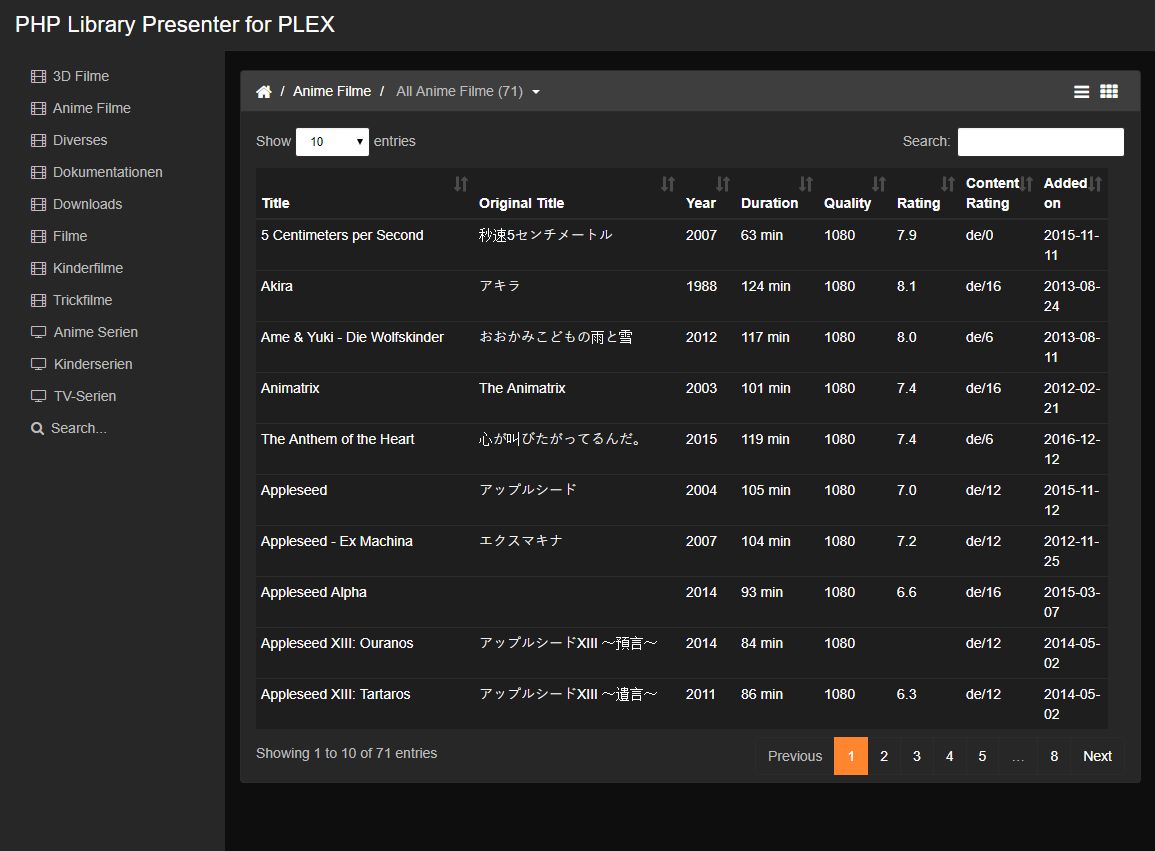 PHP Library Presenter for PLEX
3D Filme
Anime Filme
Diverses
Dokumentationen
Downloads
Filme
Kinderfilme
Trickfilme
Anime Serien
Kinderserien
TV-Serien
Search...
/ Anime Filme / All Anime Filme (71)
Show 10 entries Search:
Title Original Title Year Duration Quality Rating Content Rating Added on
5 Centimeters per Second 秒速5センチメートル 2007 63 min 1080 7.9 de/0 2015-11-11
Akira アキラ 1988 124 min 1080 8.1 de/16 2013-08-24
Ame & Yuki - Die Wolfskinder おおかみこどもの雨と雪 2012 117 min 1080 8.0 de/6 2013-08-11
Animatrix The Animatrix 2003 101 min 1080 7.4 de/16 2012-02-21
The Anthem of the Heart 心が叫びたがってるんだ。 2015 119 min 1080 7.4 de/6 2016-12-12
Appleseed アップルシード 2004 105 min 1080 7.0 de/12 2015-11-12
Appleseed - Ex Machina エクスマキナ 2007 104 min 1080 7.2 de/12 2012-11-25
Appleseed Alpha 2014 93 min 1080 6.6 de/16 2015-03-07
Appleseed XIII: Ouranos アップルシードXIII ～預言～ 2014 84 min 1080 de/12 2014-05-02
Appleseed XIII: Tartaros アップルシードXIII ～遺言～ 2011 86 min 1080 6.3 de/12 2014-05-02
Showing 1 to 10 of 71 entries
Previous 1 2 3 4 5 … 8 Next